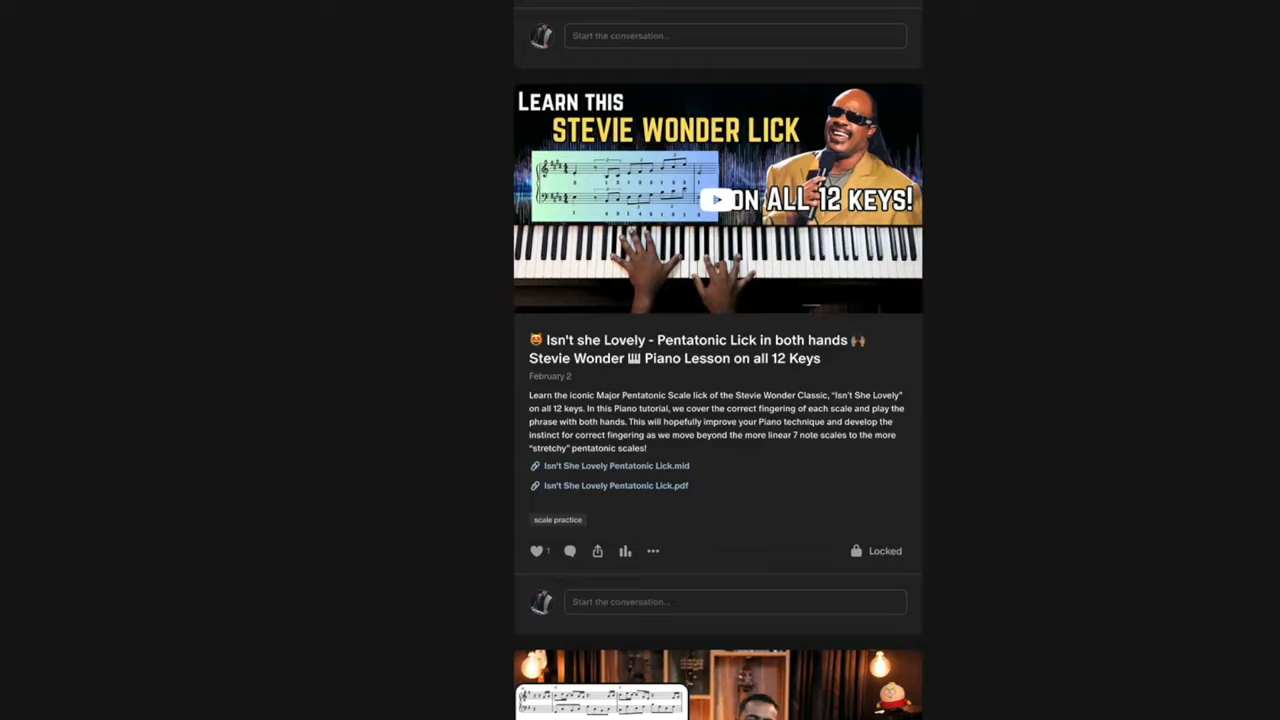 Start the conversation...
LEARN THIS
STEVIE WONDER LICK
ON ALL 12 KEYS!
😻 Isn't she Lovely - Pentatonic Lick in both hands 🙌🏾
Stevie Wonder 🎹 Piano Lesson on all 12 Keys
February 2
Learn the iconic Major Pentatonic Scale lick of the Stevie Wonder Classic, “Isn’t She Lovely”
on all 12 keys. In this Piano tutorial, we cover the correct fingering of each scale and play the
phrase with both hands. This will hopefully improve your Piano technique and develop the
instinct for correct fingering as we move beyond the more linear 7 note scales to the more
“stretchy” pentatonic scales!
Isn't She Lovely Pentatonic Lick.mid
Isn't She Lovely Pentatonic Lick.pdf
scale practice
1
Locked
Start the conversation...